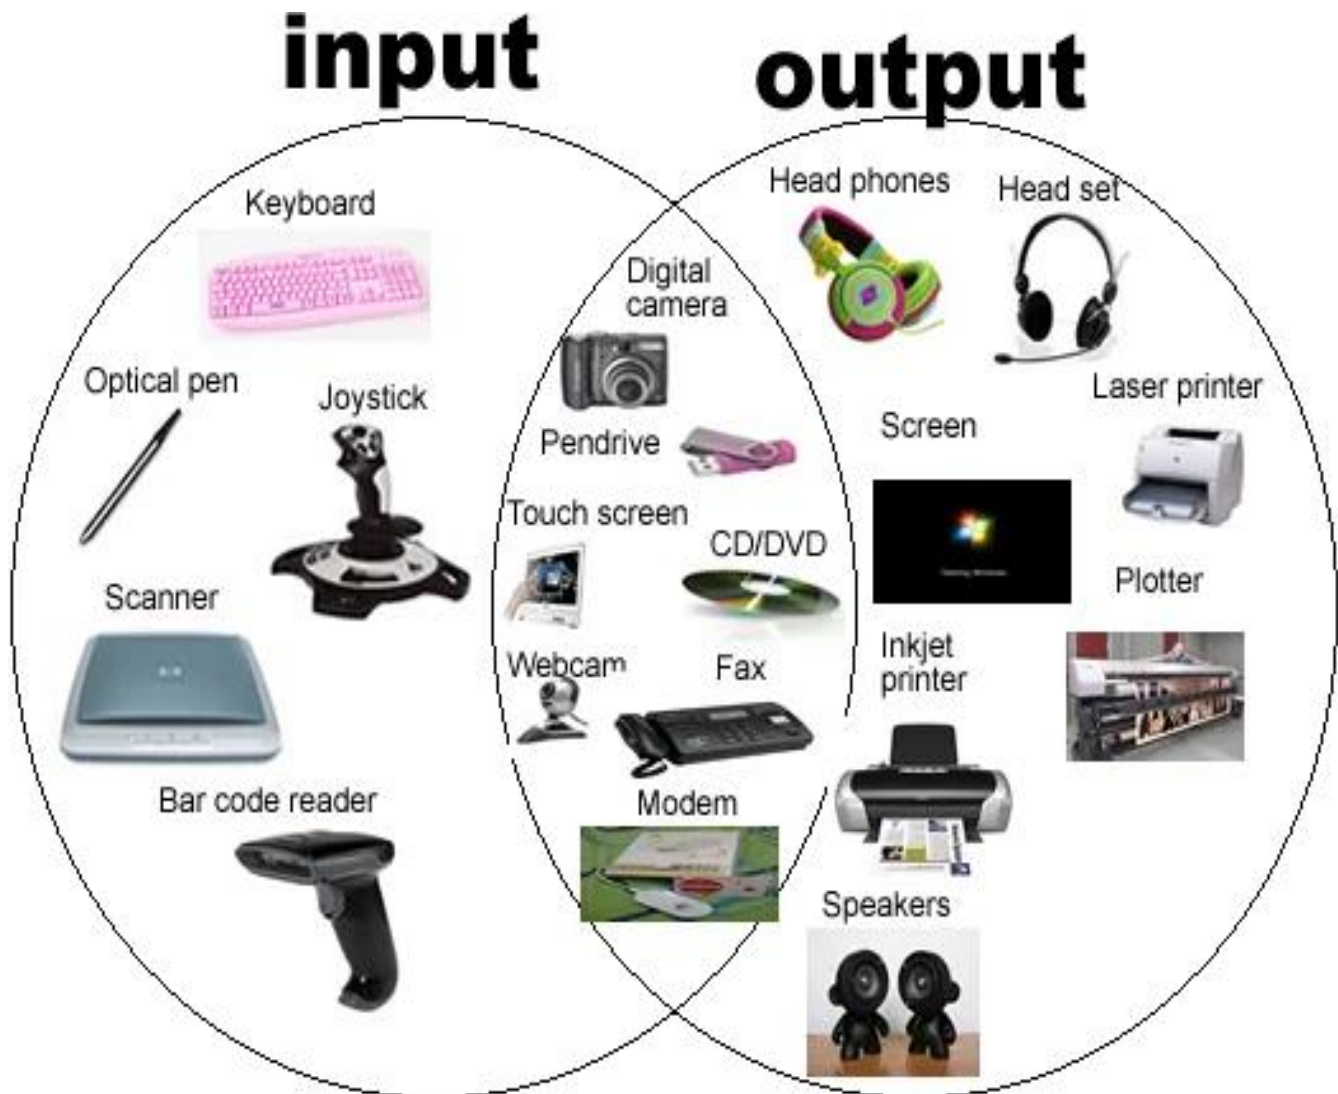 input
output
Keyboard
Head phones
Head set
Digital
camera
Optical pen
Joystick
Laser printer
Screen
Pendrive
Touch screen
CD/DVD
Plotter
Scanner
Inkjet
printer
Webcam
Fax
Bar code reader
Modem
Speakers